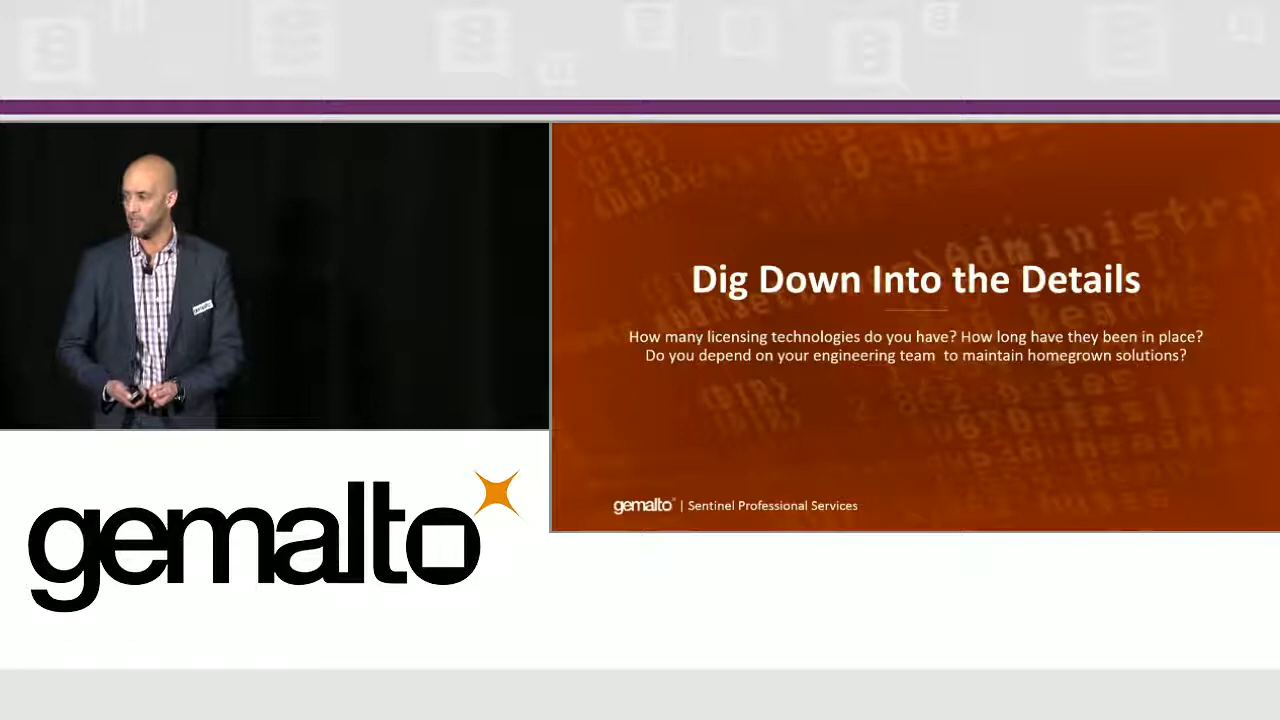 Dig Down Into the Details
How many licensing technologies do you have? How long have they been in place?
Do you depend on your engineering team to maintain homegrown solutions?
gemalto | Sentinel Professional Services
gemalto